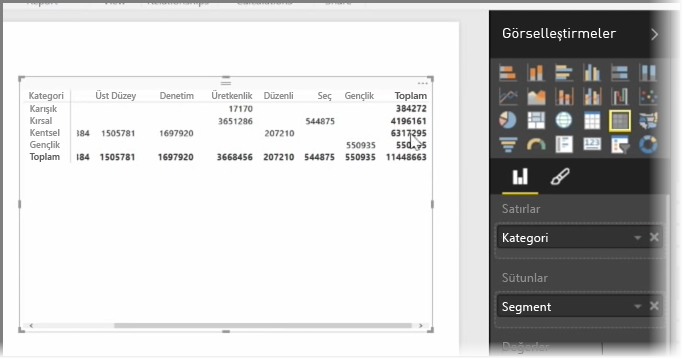 Görselleştirmeler
Kategori Üst Düzey Denetim Üretkenlik Düzenli Seç Gençlik Toplam
Karışık 17170 384272
Kırsal 3651286 544875 4196161
Kentsel 184 1505781 1697920 207210 6317295
Gençlik 550935
Toplam 184 1505781 1697920 3668456 207210 544875 550935 11448663
Satırlar
Kategori
Sütunlar
Segment